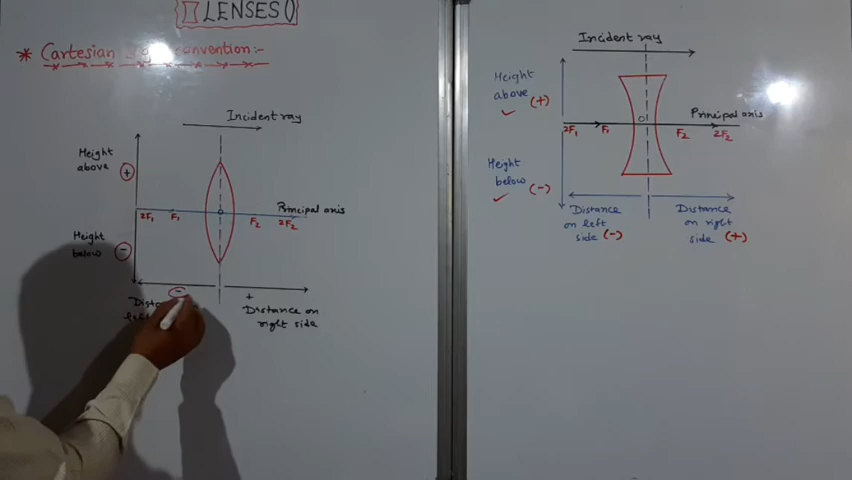 LENSES ()
* Cartesian convention:-
Incident ray
Height
above
+
2F1 F1 O F2 2F2
Principal axis
Height
below
-
- +
Distance on
right side
Incident ray
Height
above (+)
Principal axis
2F1 F1 O F2 2F2
Height
below (-)
Distance
on left
side (-)
Distance
on right
side (+)